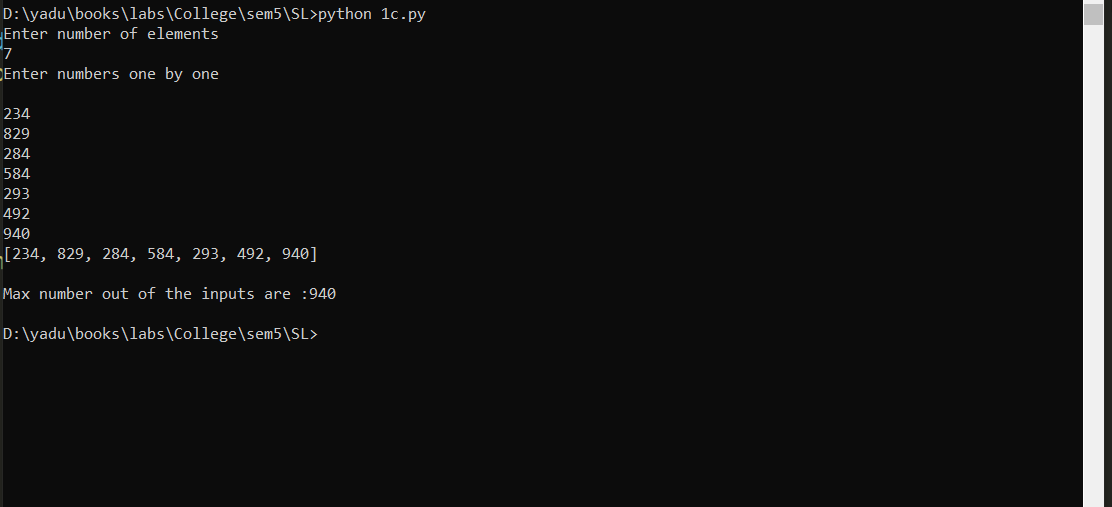 D:\yadu\books\labs\College\sem5\SL>python 1c.py
Enter number of elements
7
Enter numbers one by one
234
829
284
584
293
492
940
[234, 829, 284, 584, 293, 492, 940]
Max number out of the inputs are :940
D:\yadu\books\labs\College\sem5\SL>